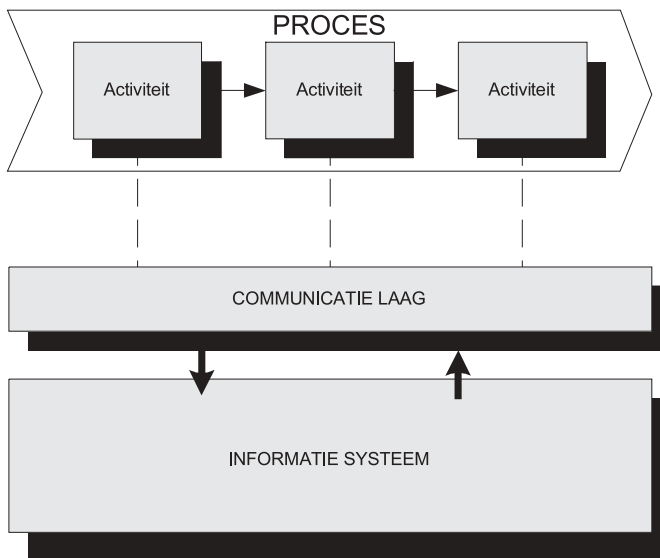 PROCES
Activiteit
Activiteit
Activiteit
COMMUNICATIE LAAG
INFORMATIE SYSTEEM